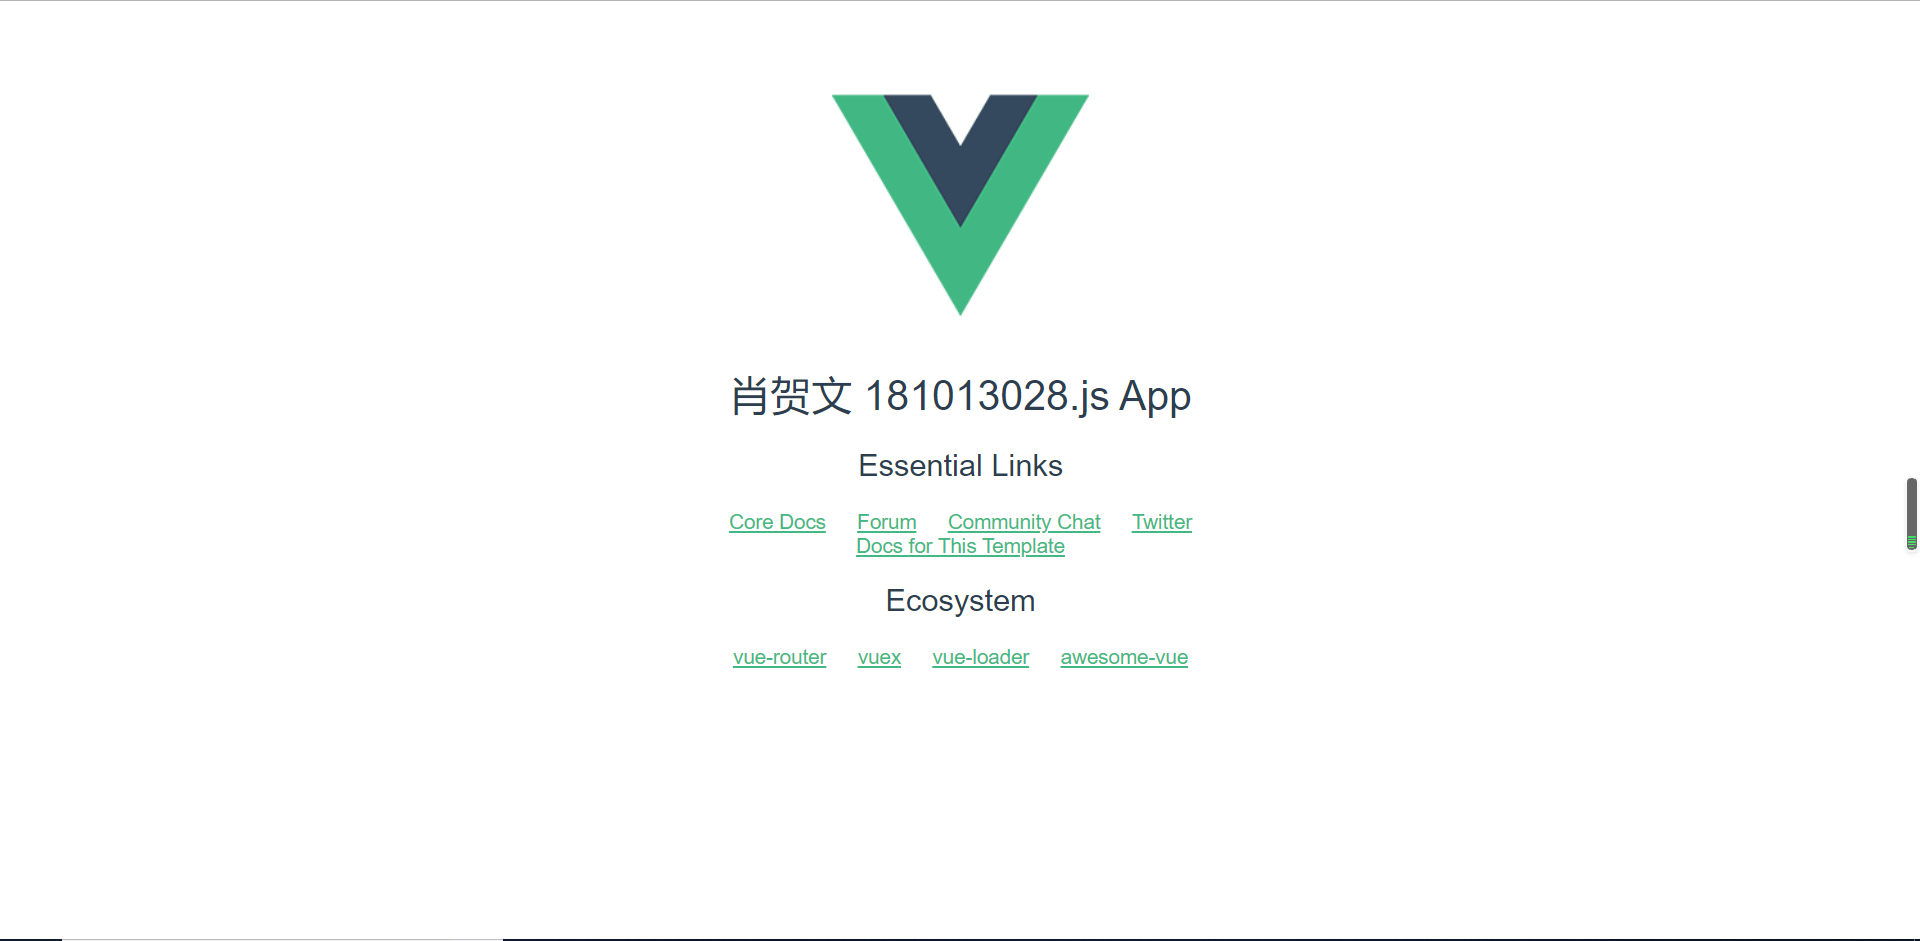 肖贺文 181013028.js App
Essential Links
Core Docs Forum Community Chat Twitter
Docs for This Template
Ecosystem
vue-router vuex vue-loader awesome-vue